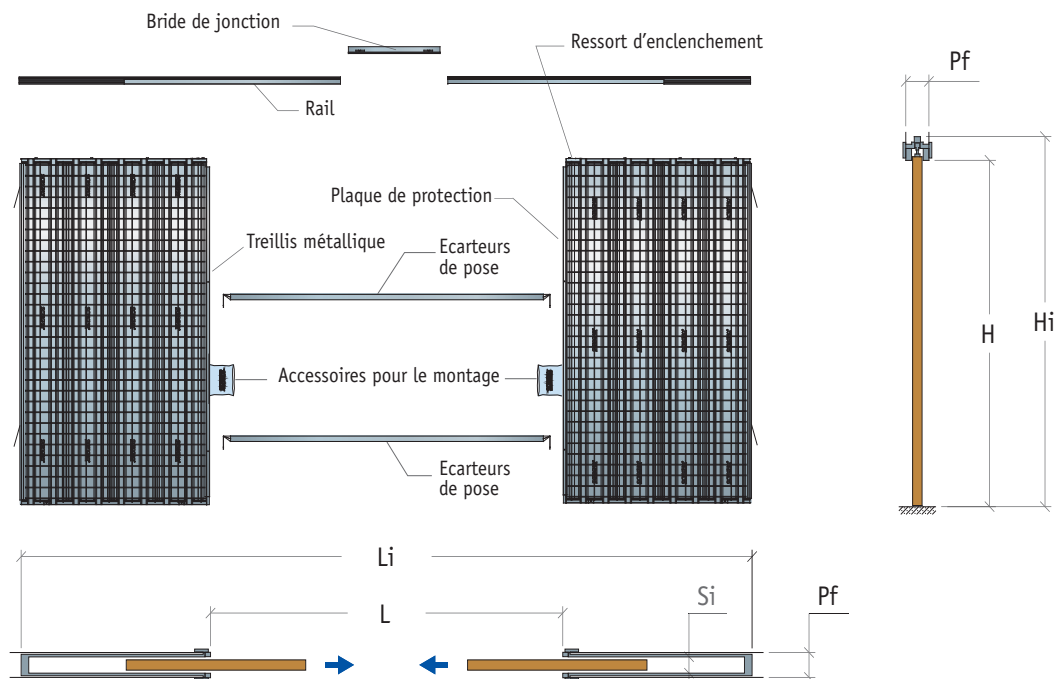 Bride de jonction
Ressort d'enclenchement
Pf
Rail
Plaque de protection
Treillis métallique
Ecarteurs
de pose
H
Hi
Accessoires pour le montage
Ecarteurs
de pose
Li
L
Si
Pf